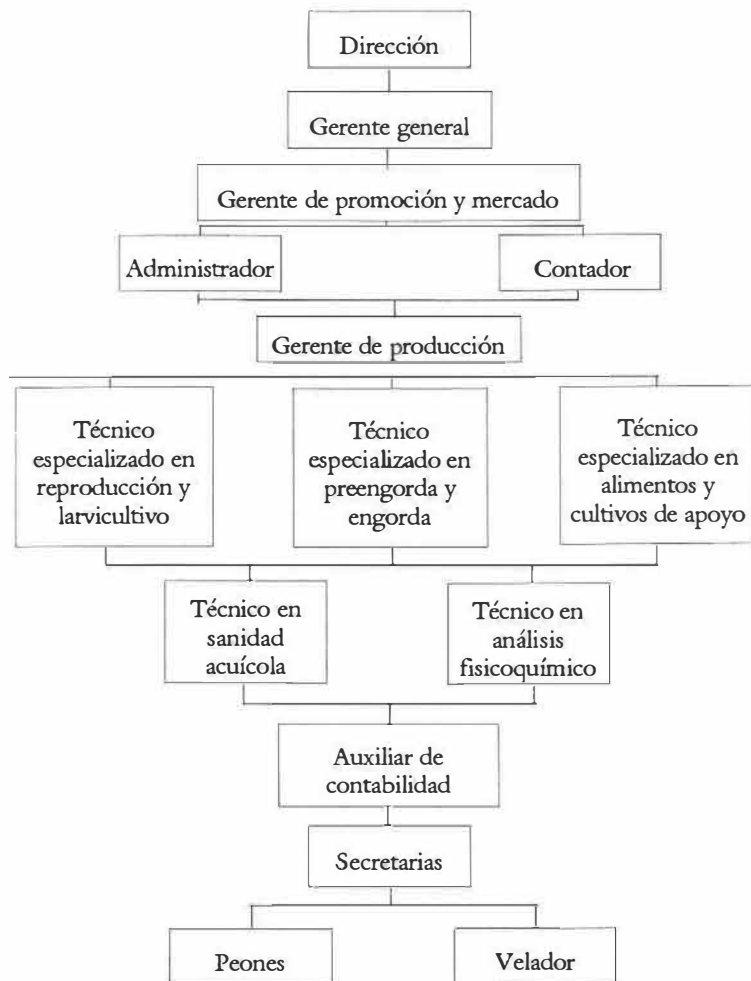 Dirección
Gerente general
Gerente de promoción y mercado
Administrador
Contador
Gerente de producción
Técnico
especializado en
reproducción y
larvicultivo
Técnico
especializado en
preengorda y
engorda
Técnico
especializado en
alimentos y
cultivos de apoyo
Técnico en
sanidad
acuícola
Técnico en
análisis
fisicoquímico
Auxiliar de
contabilidad
Secretarias
Peones
Velador